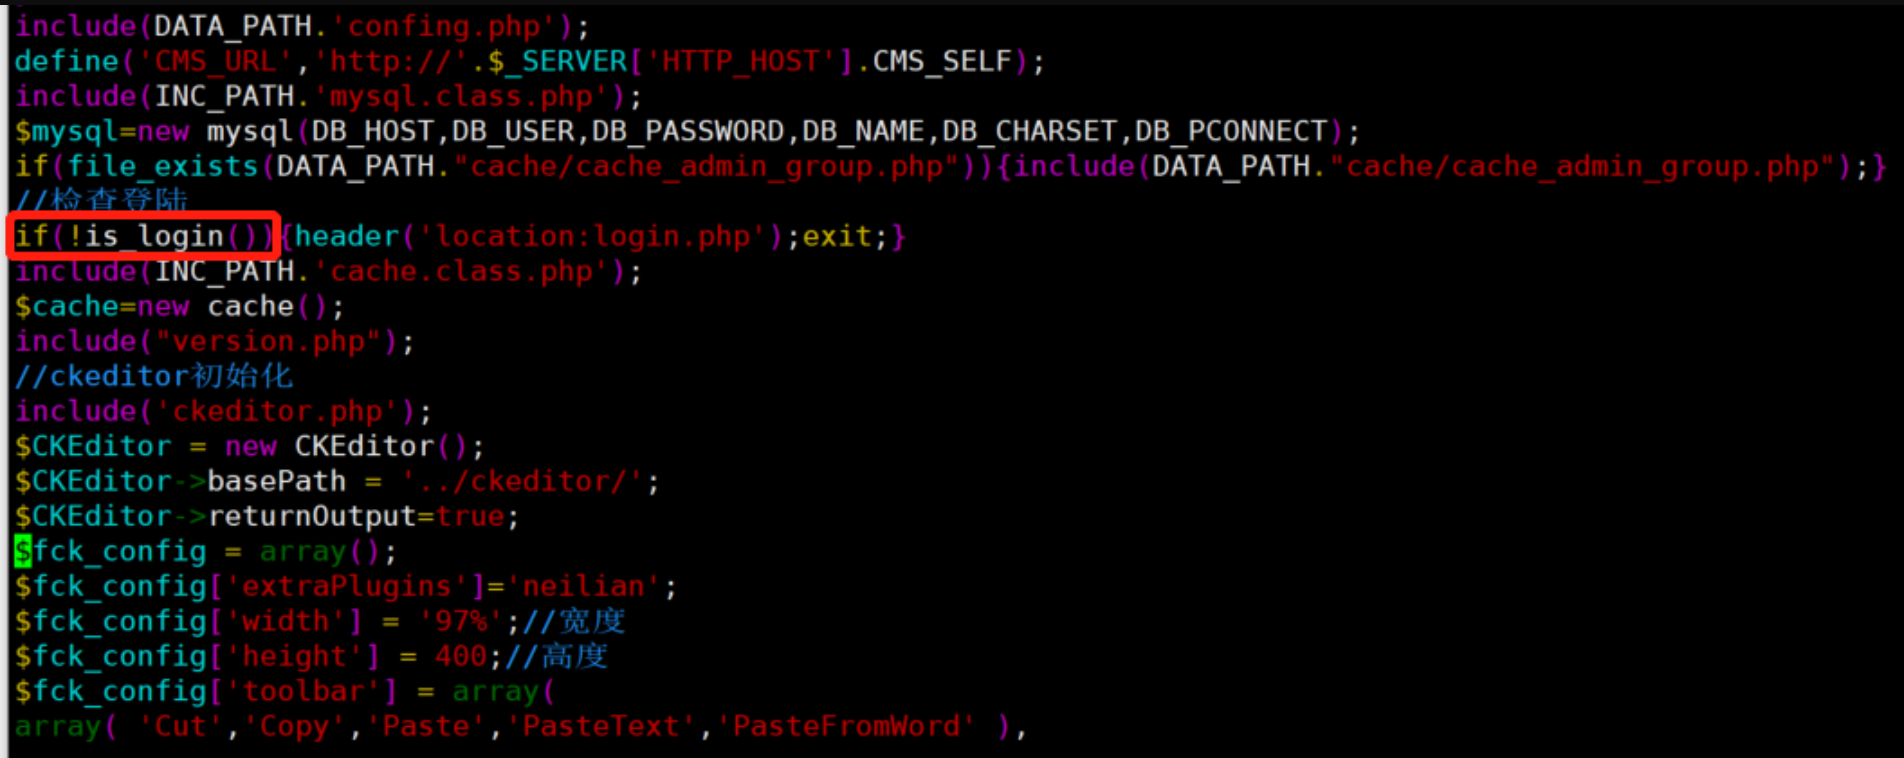 include(DATA_PATH.'confing.php');
define('CMS_URL','http://'.$_SERVER['HTTP_HOST'].CMS_SELF);
include(INC_PATH.'mysql.class.php');
$mysql=new mysql(DB_HOST,DB_USER,DB_PASSWORD,DB_NAME,DB_CHARSET,DB_PCONNECT);
if(file_exists(DATA_PATH."cache/cache_admin_group.php")){include(DATA_PATH."cache/cache_admin_group.php");}
//检查登陆
if(!is_login()){header('location:login.php');exit;}
include(INC_PATH.'cache.class.php');
$cache=new cache();
include("version.php");
//ckeditor初始化
include('ckeditor.php');
$CKEditor = new CKEditor();
$CKEditor->basePath = '../ckeditor/';
$CKEditor->returnOutput=true;
$fck_config = array();
$fck_config['extraPlugins']='neilian';
$fck_config['width'] = '97%';//宽度
$fck_config['height'] = 400;//高度
$fck_config['toolbar'] = array(
array( 'Cut','Copy','Paste','PasteText','PasteFromWord' ),